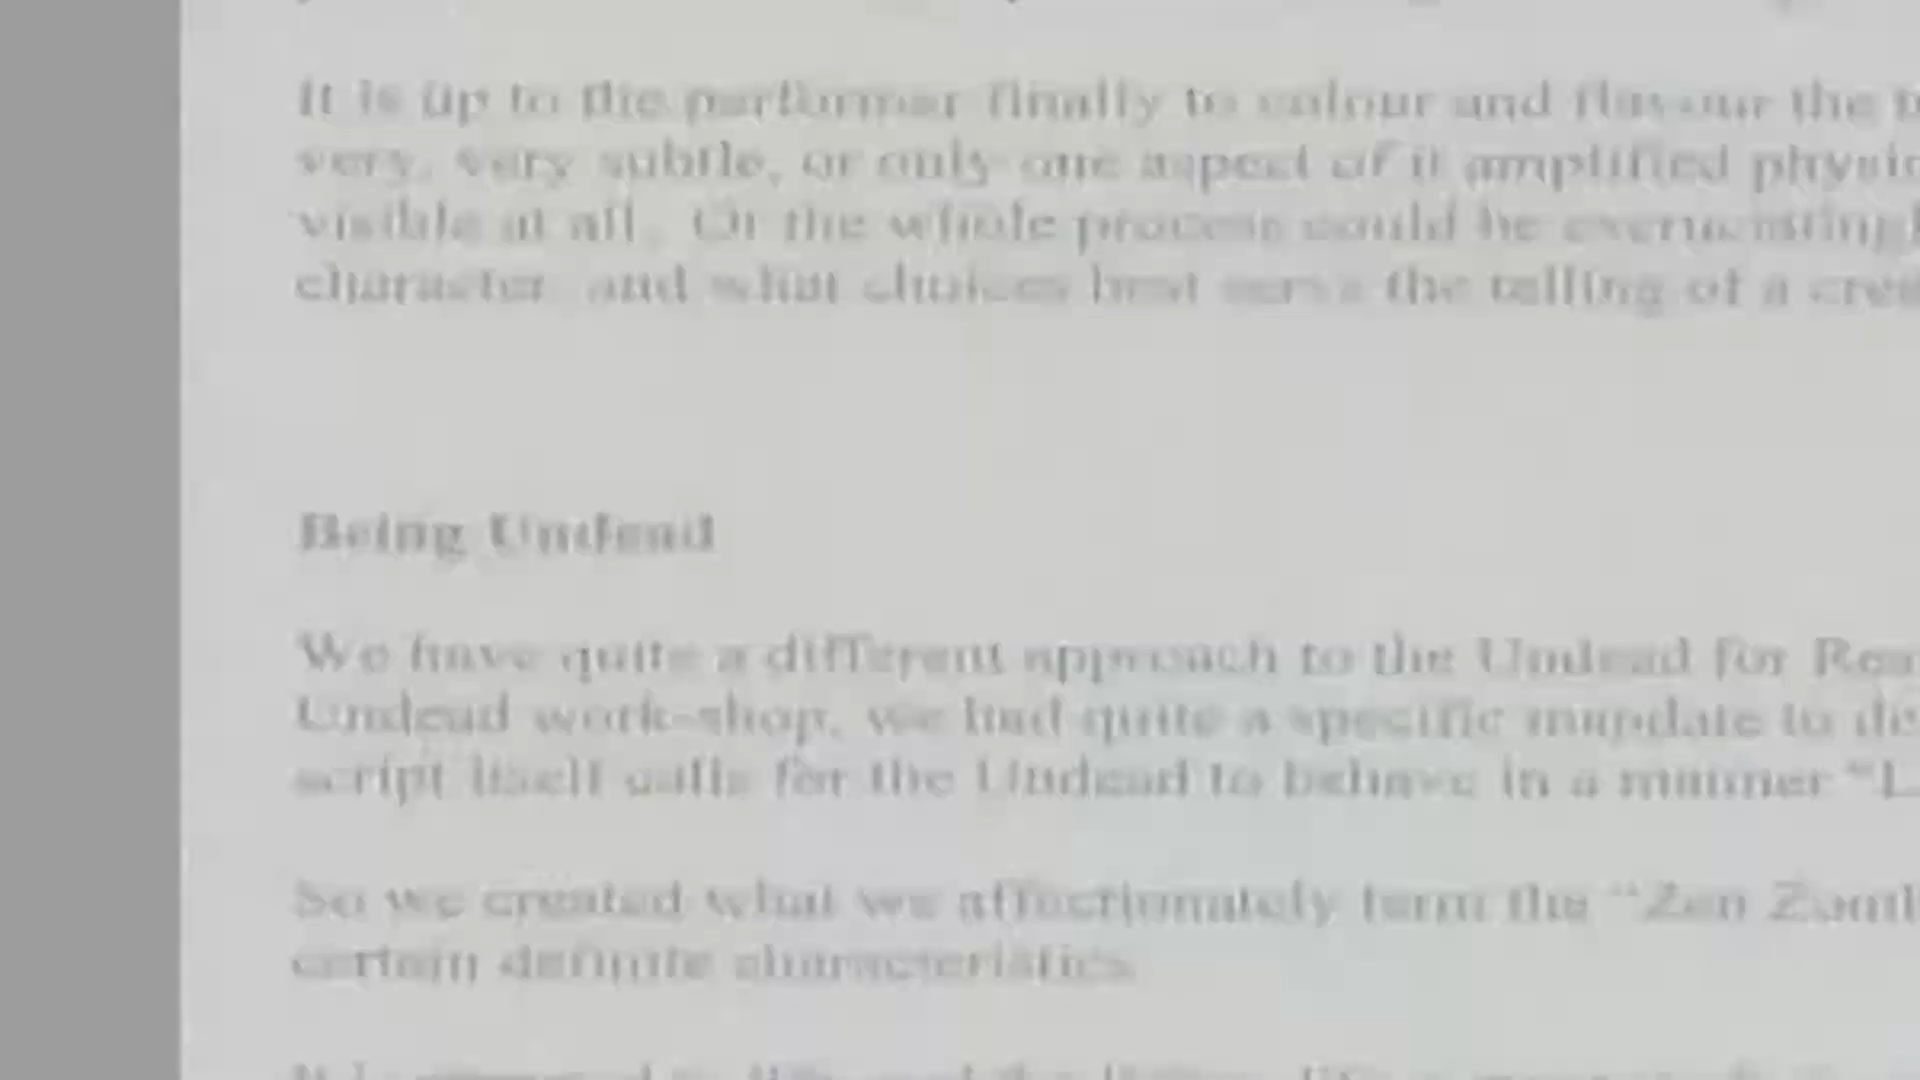 It is up to the performer finally to colour and flavour the
very, very subtle, or only one aspect of it amplified
visible at all. Or the whole process could be excruciatingly
character, and what choices best serve the telling of a
Being Undead
We have quite a different approach to the Undead for
Undead work-shop, we had quite a specific mandate to
script itself calls for the Undead to behave in a manner
So we created what we affectionately term the "Zen
certain definite characteristics.